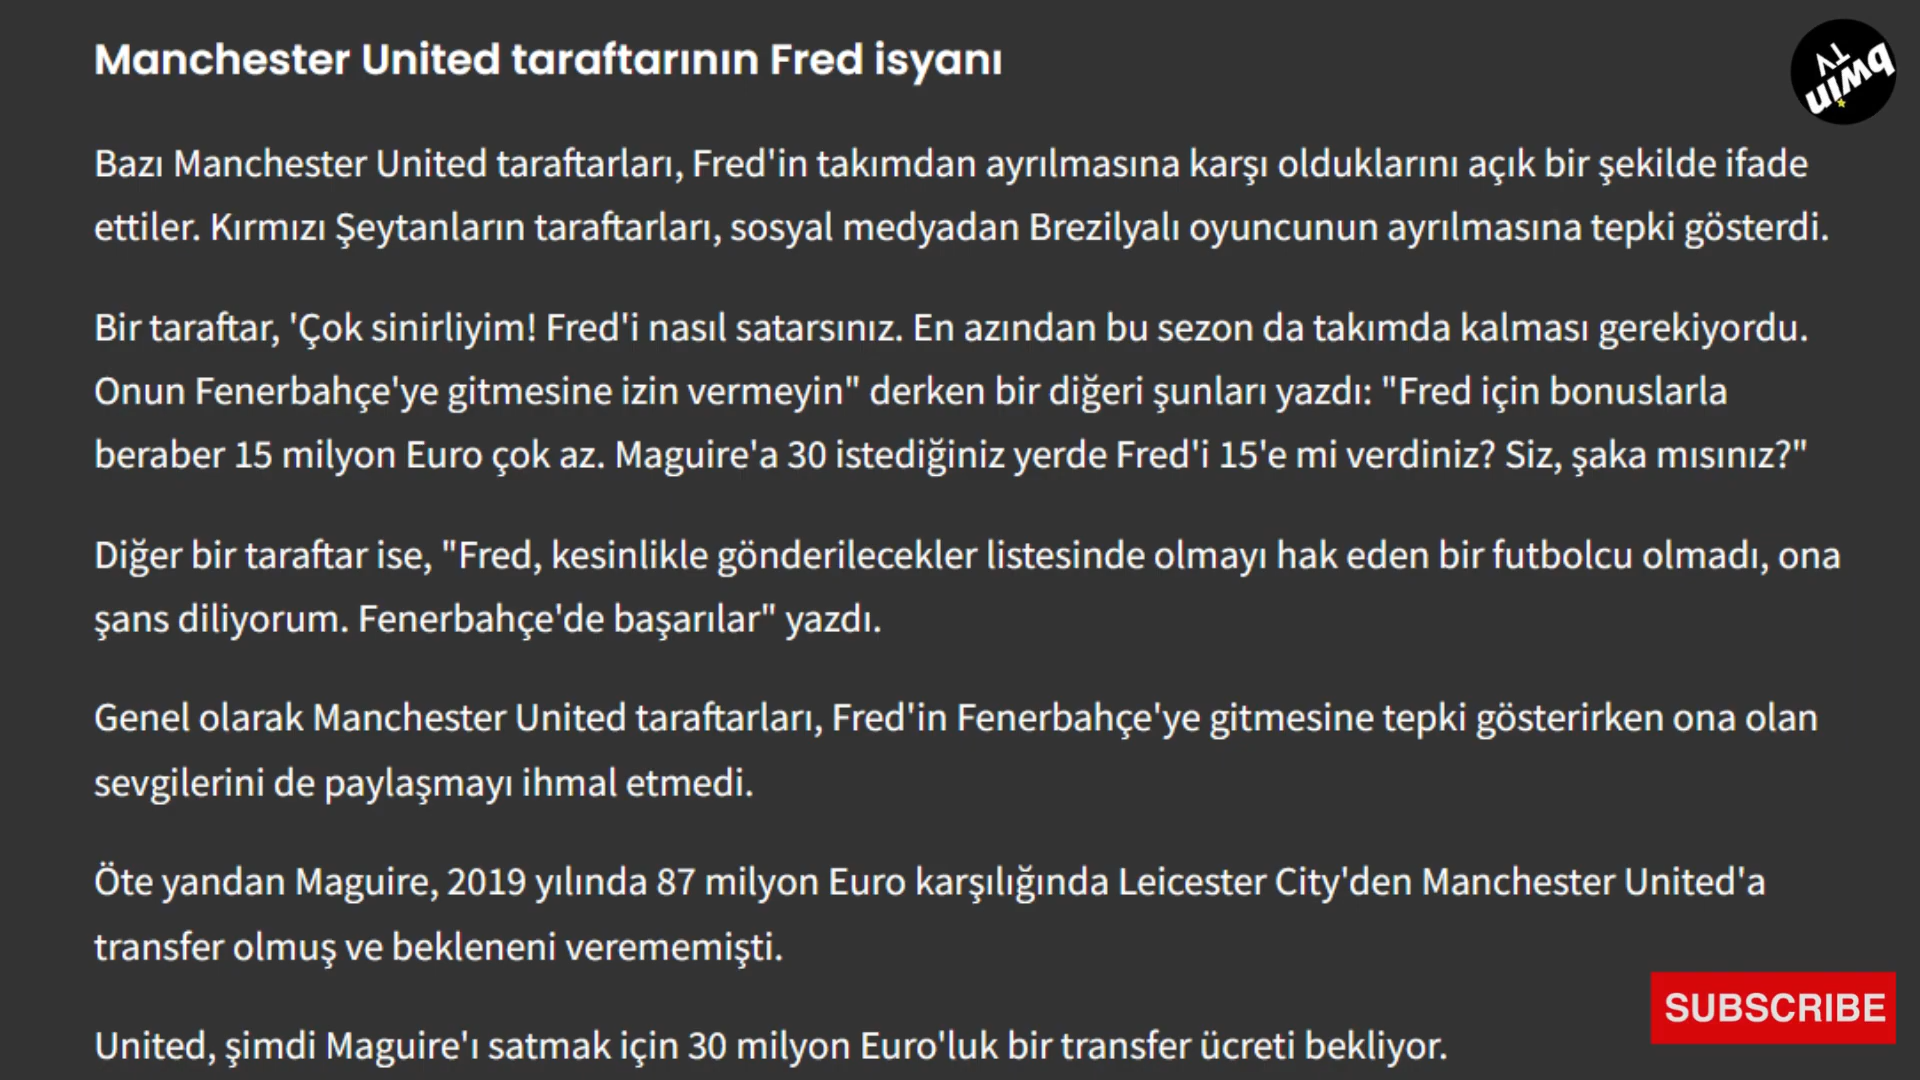 Manchester United taraftarının Fred isyanı
bwin
TV
Bazı Manchester United taraftarları, Fred'in takımdan ayrılmasına karşı olduklarını açık bir şekilde ifade
ettiler. Kırmızı Şeytanların taraftarları, sosyal medyadan Brezilyalı oyuncunun ayrılmasına tepki gösterdi.
Bir taraftar, 'Çok sinirliyim! Fred'i nasıl satarsınız. En azından bu sezon da takımda kalması gerekiyordu.
Onun Fenerbahçe'ye gitmesine izin vermeyin" derken bir diğeri şunları yazdı: "Fred için bonuslarla
beraber 15 milyon Euro çok az. Maguire'a 30 istediğiniz yerde Fred'i 15'e mi verdiniz? Siz, şaka mısınız?"
Diğer bir taraftar ise, "Fred, kesinlikle gönderilecekler listesinde olmayı hak eden bir futbolcu olmadı, ona
şans diliyorum. Fenerbahçe'de başarılar" yazdı.
Genel olarak Manchester United taraftarları, Fred'in Fenerbahçe'ye gitmesine tepki gösterirken ona olan
sevgilerini de paylaşmayı ihmal etmedi.
Öte yandan Maguire, 2019 yılında 87 milyon Euro karşılığında Leicester City'den Manchester United'a
transfer olmuş ve bekleneni verememişti.
SUBSCRIBE
United, şimdi Maguire'ı satmak için 30 milyon Euro'luk bir transfer ücreti bekliyor.